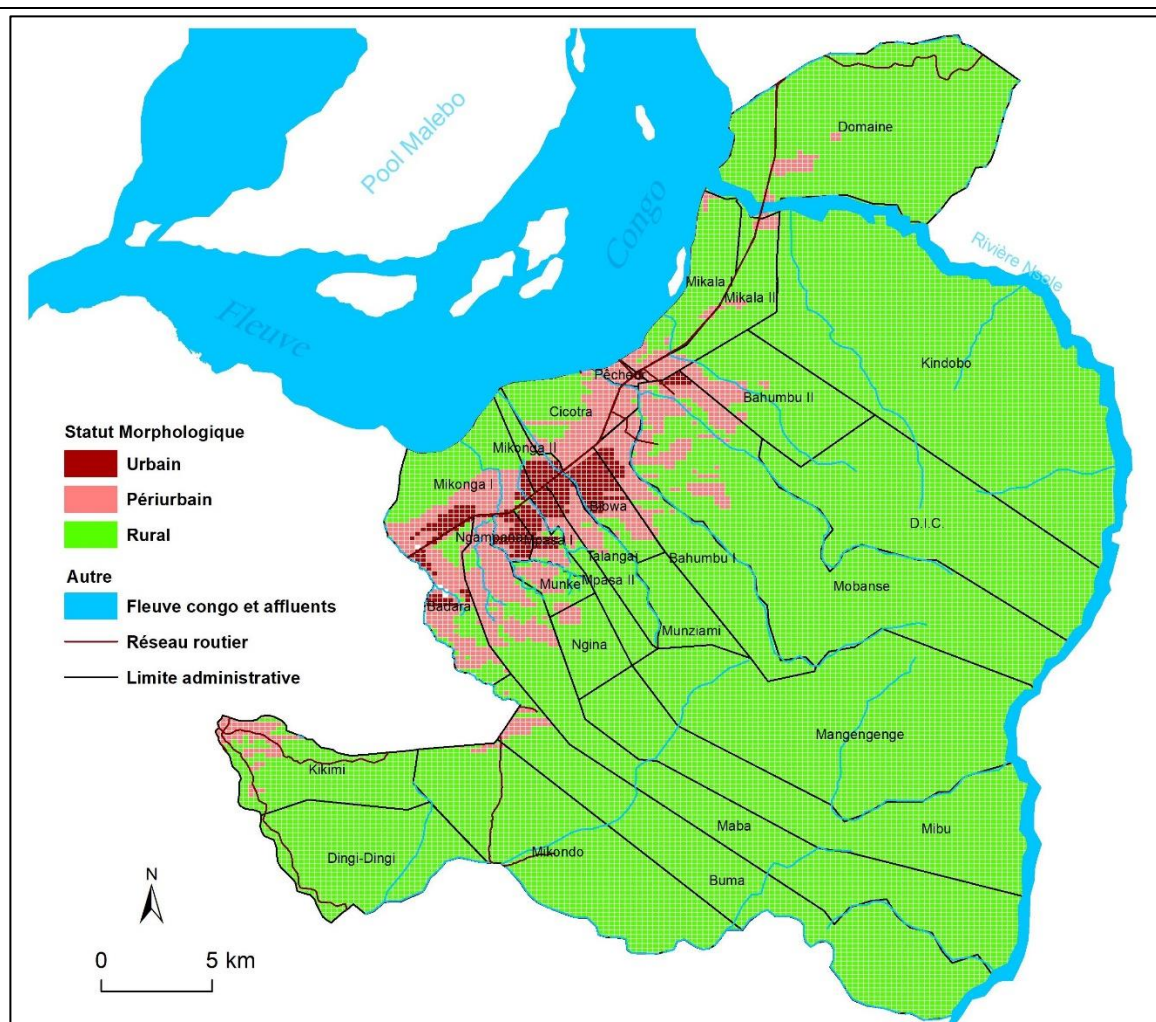 Domaine
Pool Malebo
Congo
Fleuve
Rivière Nsele
Mikala I
Mikala II
Kindobo
Pêcheur
Bahumbu II
Cicotra
Statut Morphologique
Urbain
Périurbain
Rural
Mikonga II
Mikonga I
Bibwa
D.I.C.
Mpasa I
Talangai
Bahumbu I
Munke
Mpasa II
Mobanse
Badara
Autre
Fleuve congo et affluents
Réseau routier
Limite administrative
Munziami
Ngina
Mangengenge
Kikimi
Maba
Mibu
Dingi-Dingi
Mikondo
Buma
N
0 5 km